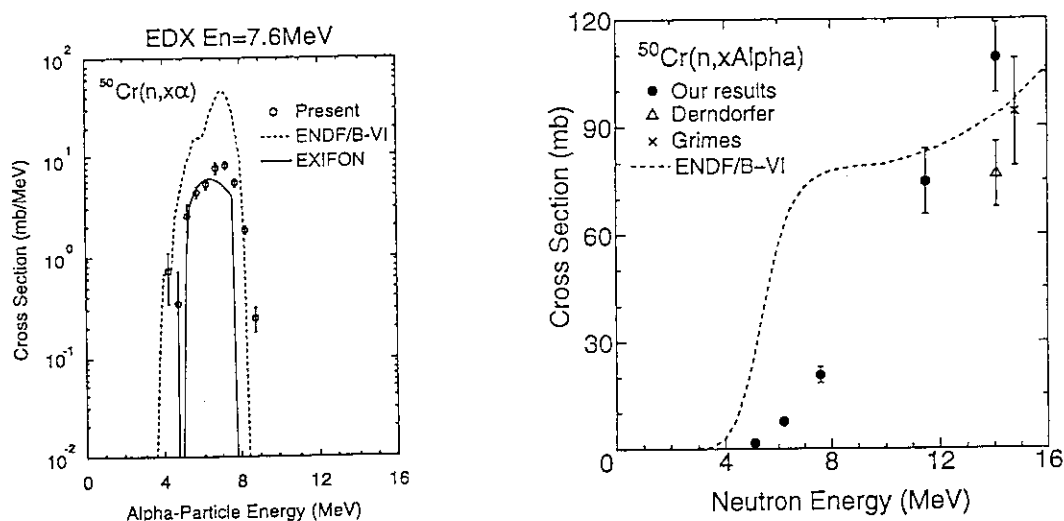 EDX En=7.6MeV
⁵⁰Cr(n,xα)
Present
ENDF/B-VI
EXIFON
10²
10¹
10⁰
10⁻¹
10⁻²
Cross Section (mb/MeV)
0 4 8 12 16
Alpha-Particle Energy (MeV)
⁵⁰Cr(n,xAlpha)
Our results
Derndorfer
Grimes
ENDF/B-VI
120
90
60
30
0
Cross Section (mb)
4 8 12 16
Neutron Energy (MeV)